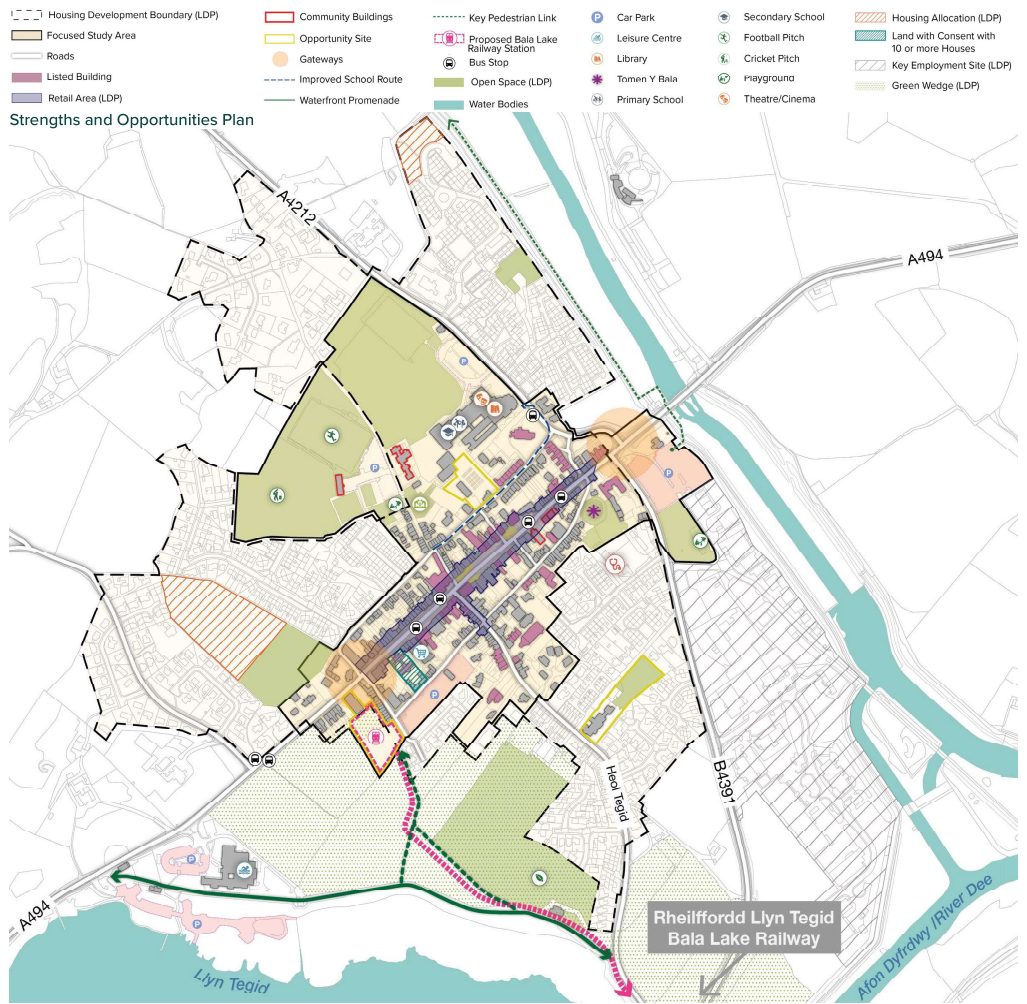 Housing Development Boundary (LDP)
Focused Study Area
Roads
Listed Building
Retail Area (LDP)
Community Buildings
Opportunity Site
Gateways
Improved School Route
Waterfront Promenade
Key Pedestrian Link
Proposed Bala Lake
Railway Station
Bus Stop
Open Space (LDP)
Water Bodies
P Car Park
Leisure Centre
Library
Tomen Y Bala
Primary School
Secondary School
Football Pitch
Cricket Pitch
Playground
Theatre/Cinema
Housing Allocation (LDP)
Land with Consent with
10 or more Houses
Key Employment Site (LDP)
Green Wedge (LDP)
Strengths and Opportunities Plan
A4212
A494
P
P
P
P
P
P
Heol Tegid
B4391
A494
Rheilffordd Llyn Tegid
Bala Lake Railway
Llyn Tegid
Afon Dyfrdwy /River Dee